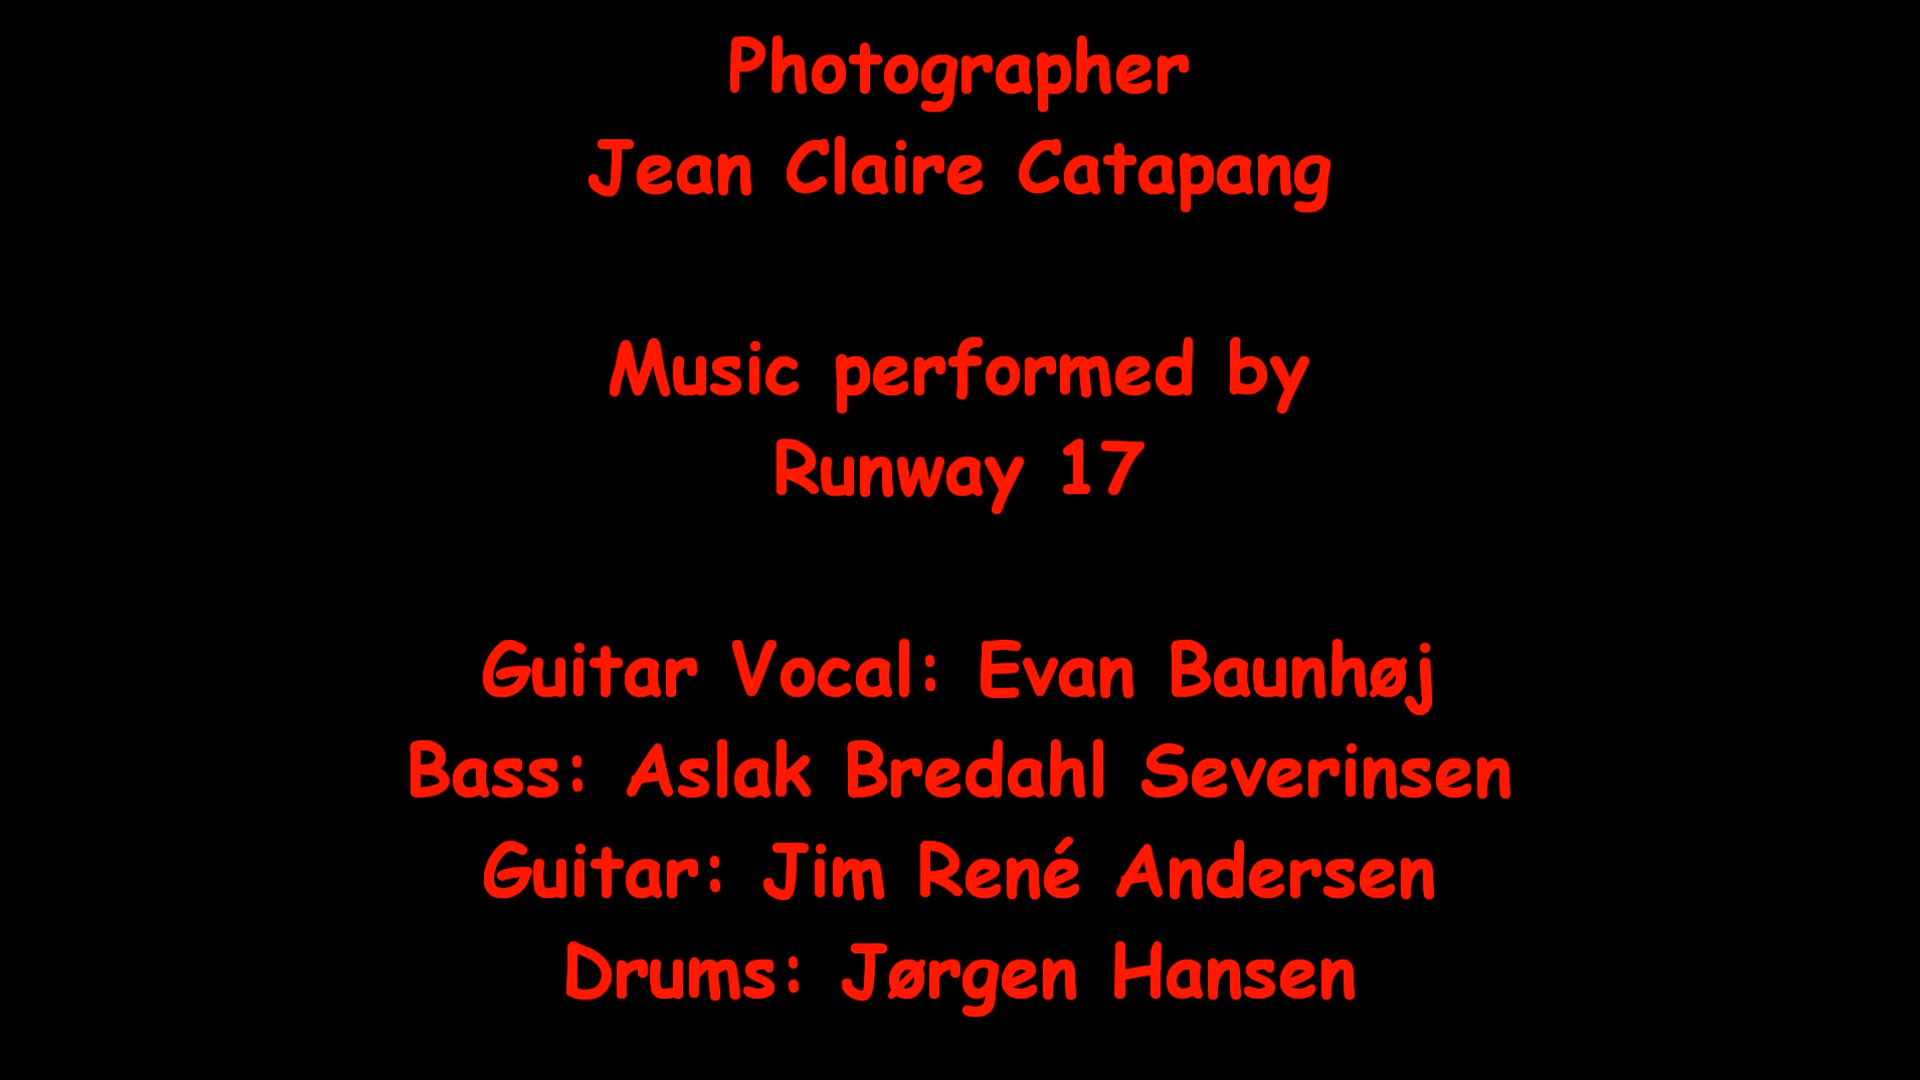 Photographer
Jean Claire Catapang
Music performed by
Runway 17
Guitar Vocal: Evan Baunhøj
Bass: Aslak Bredahl Severinsen
Guitar: Jim René Andersen
Drums: Jørgen Hansen